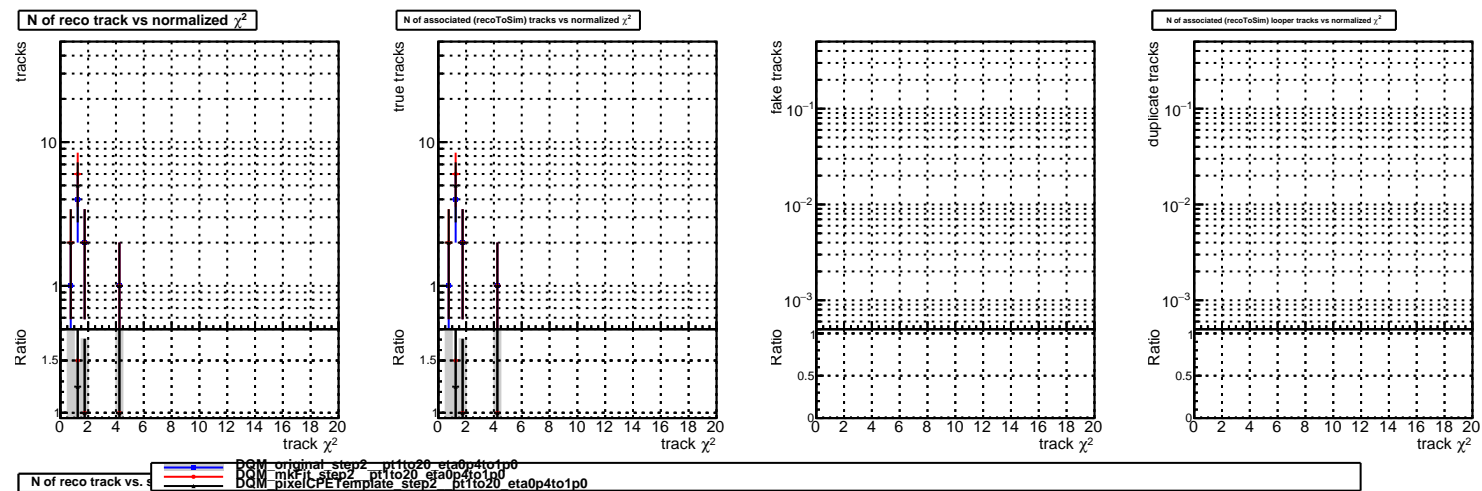 N of reco track vs normalized χ²
tracks
10
1
Ratio
1.5
1
0 2 4 6 8 10 12 14 16 18 20
track χ²
N of associated (recoToSim) tracks vs normalized χ²
true tracks
10
1
Ratio
1.5
1
0 2 4 6 8 10 12 14 16 18 20
track χ²
fake tracks
10⁻¹
10⁻²
10⁻³
Ratio
1
0.5
0
0 2 4 6 8 10 12 14 16 18 20
track χ²
N of associated (recoToSim) looper tracks vs normalized χ²
duplicate tracks
10⁻¹
10⁻²
10⁻³
Ratio
1
0.5
0
0 2 4 6 8 10 12 14 16 18 20
track χ²
DQM_original_step2__pt1to20_eta0p4to1p0
DQM_mkFit_step2__pt1to20_eta0p4to1p0
DQM_pixelCPETemplate_step2__pt1to20_eta0p4to1p0
N of reco track vs.